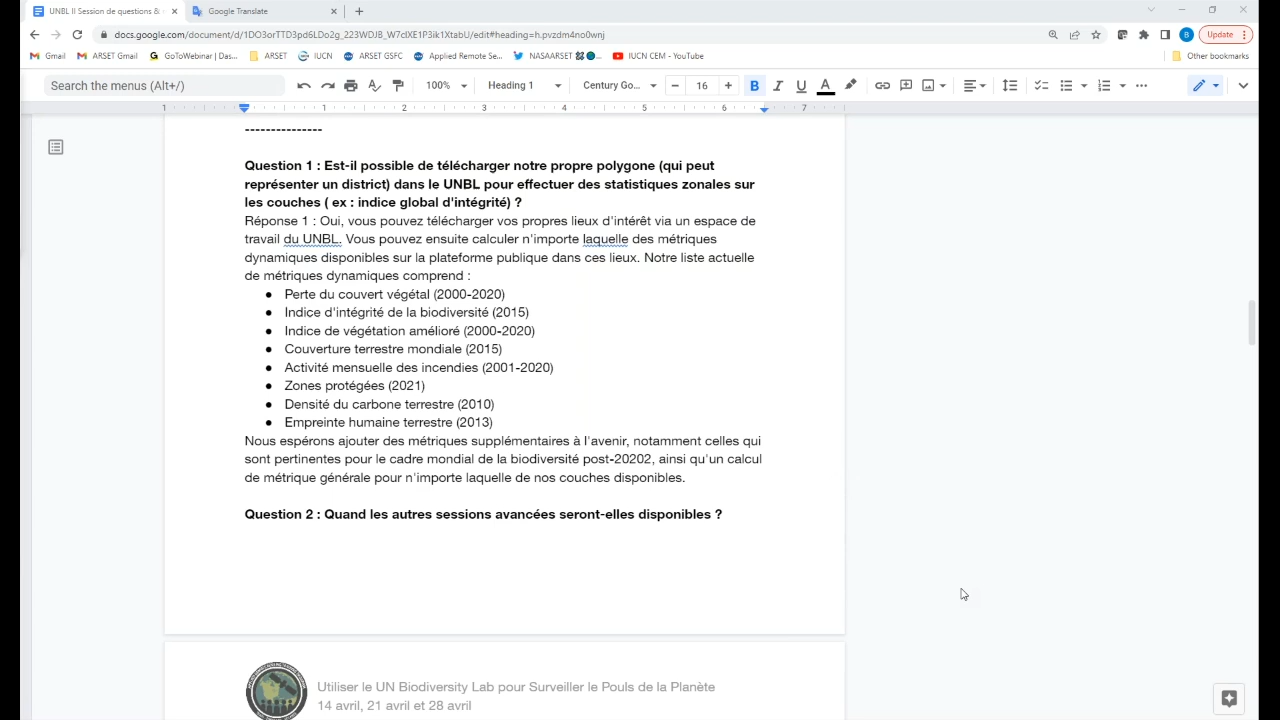 UNBL II Session de questions &
Google Translate
docs.google.com/document/d/1DO3orTTD3pd6LDo2g_223WDJB_W7clXE1P3ik1XtabU/edit#heading=h.pvzdm4no0wnj
Update
Gmail
ARSET Gmail
GoToWebinar | Das...
ARSET
IUCN
ARSET GSFC
Applied Remote Se...
NASAARSET
IUCN CEM - YouTube
Other bookmarks
Search the menus (Alt+/)
100%
Heading 1
Century Go...
16
B I U A
1 1 2 3 4 5 6 7
---------------
Question 1 : Est-il possible de télécharger notre propre polygone (qui peut
représenter un district) dans le UNBL pour effectuer des statistiques zonales sur
les couches ( ex : indice global d'intégrité) ?
Réponse 1 : Oui, vous pouvez télécharger vos propres lieux d'intérêt via un espace de
travail du UNBL. Vous pouvez ensuite calculer n'importe laquelle des métriques
dynamiques disponibles sur la plateforme publique dans ces lieux. Notre liste actuelle
de métriques dynamiques comprend :
● Perte du couvert végétal (2000-2020)
● Indice d'intégrité de la biodiversité (2015)
● Indice de végétation amélioré (2000-2020)
● Couverture terrestre mondiale (2015)
● Activité mensuelle des incendies (2001-2020)
● Zones protégées (2021)
● Densité du carbone terrestre (2010)
● Empreinte humaine terrestre (2013)
Nous espérons ajouter des métriques supplémentaires à l'avenir, notamment celles qui
sont pertinentes pour le cadre mondial de la biodiversité post-20202, ainsi qu'un calcul
de métrique générale pour n'importe laquelle de nos couches disponibles.
Question 2 : Quand les autres sessions avancées seront-elles disponibles ?
Utiliser le UN Biodiversity Lab pour Surveiller le Pouls de la Planète
14 avril, 21 avril et 28 avril